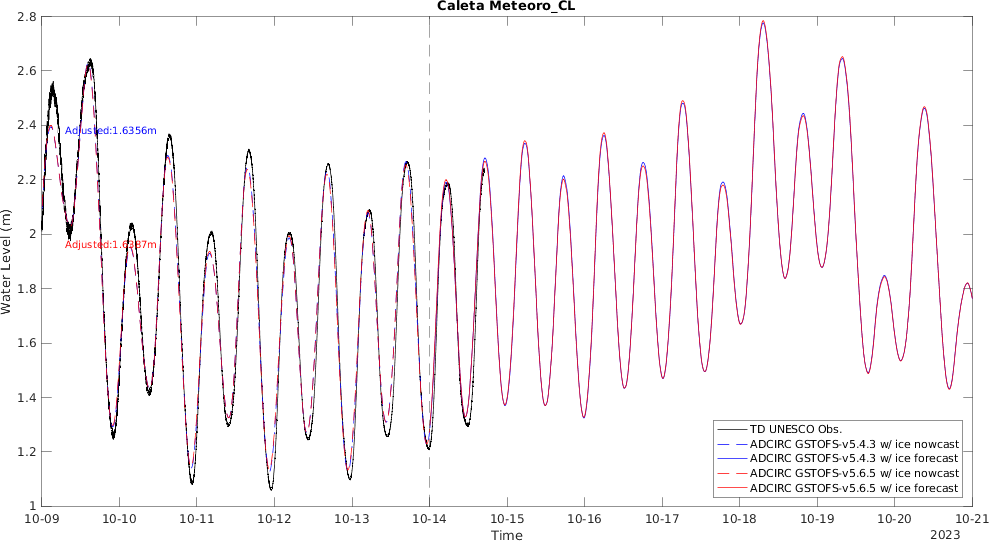 Caleta Meteoro_CL
2.8
2.6
2.4
2.2
2
1.8
1.6
1.4
1.2
1
Water Level (m)
Adjusted:1.6356m
Adjusted:1.6387m
TD UNESCO Obs.
ADCIRC GSTOFS-v5.4.3 w/ ice nowcast
ADCIRC GSTOFS-v5.4.3 w/ ice forecast
ADCIRC GSTOFS-v5.6.5 w/ ice nowcast
ADCIRC GSTOFS-v5.6.5 w/ ice forecast
10-09 10-10 10-11 10-12 10-13 10-14 10-15 10-16 10-17 10-18 10-19 10-20 10-21
Time
2023